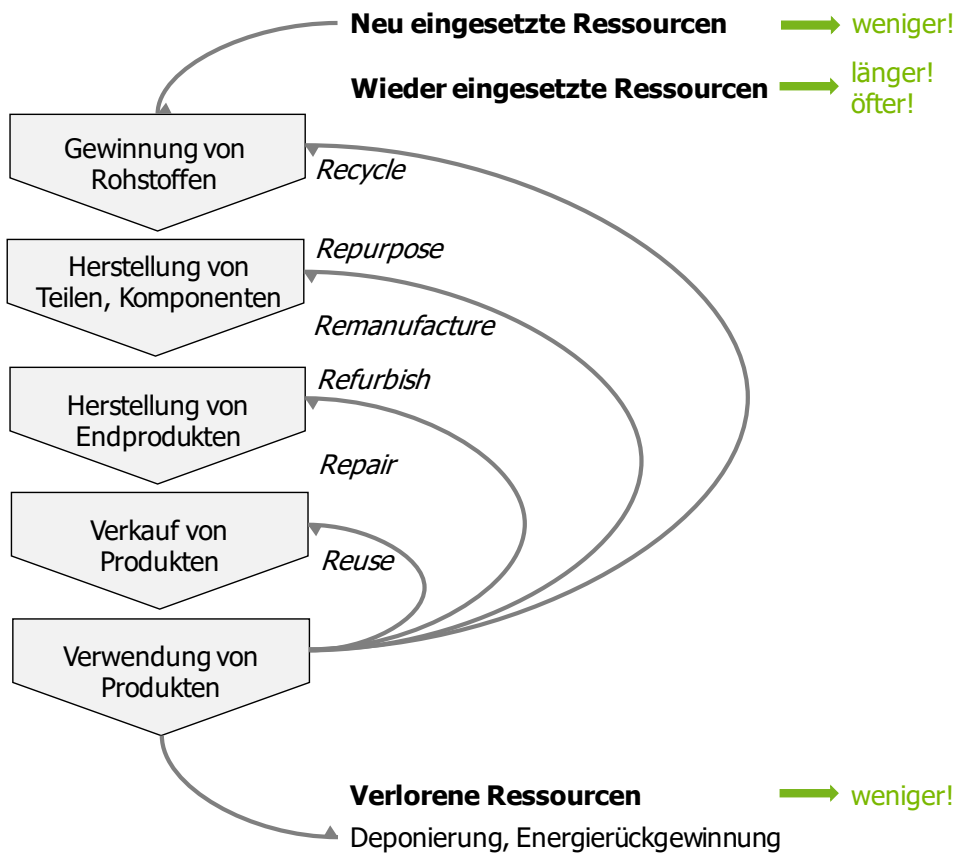 Neu eingesetzte Ressourcen
weniger!
Wieder eingesetzte Ressourcen
länger!
öfter!
Gewinnung von
Rohstoffen
Recycle
Herstellung von
Teilen, Komponenten
Repurpose
Remanufacture
Herstellung von
Endprodukten
Refurbish
Repair
Verkauf von
Produkten
Reuse
Verwendung von
Produkten
Verlorene Ressourcen
weniger!
Deponierung, Energierückgewinnung